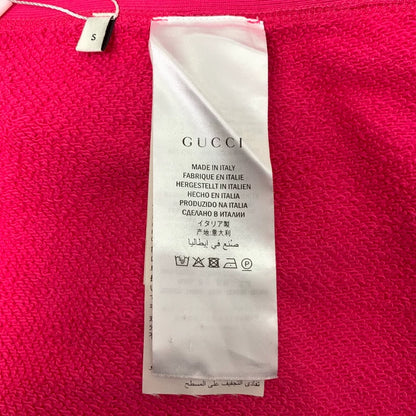 S
GUCCI
MADE IN ITALY
FABRIQUE EN ITALIE
HERGESTELLT IN ITALIEN
HECHO EN ITALIA
PRODUZIDO NA ITALIA
СДЕЛАНО В ИТАЛИИ
イタリア製
产地:意大利
صنع في إيطاليا
تفادى التجفيف على المسطح